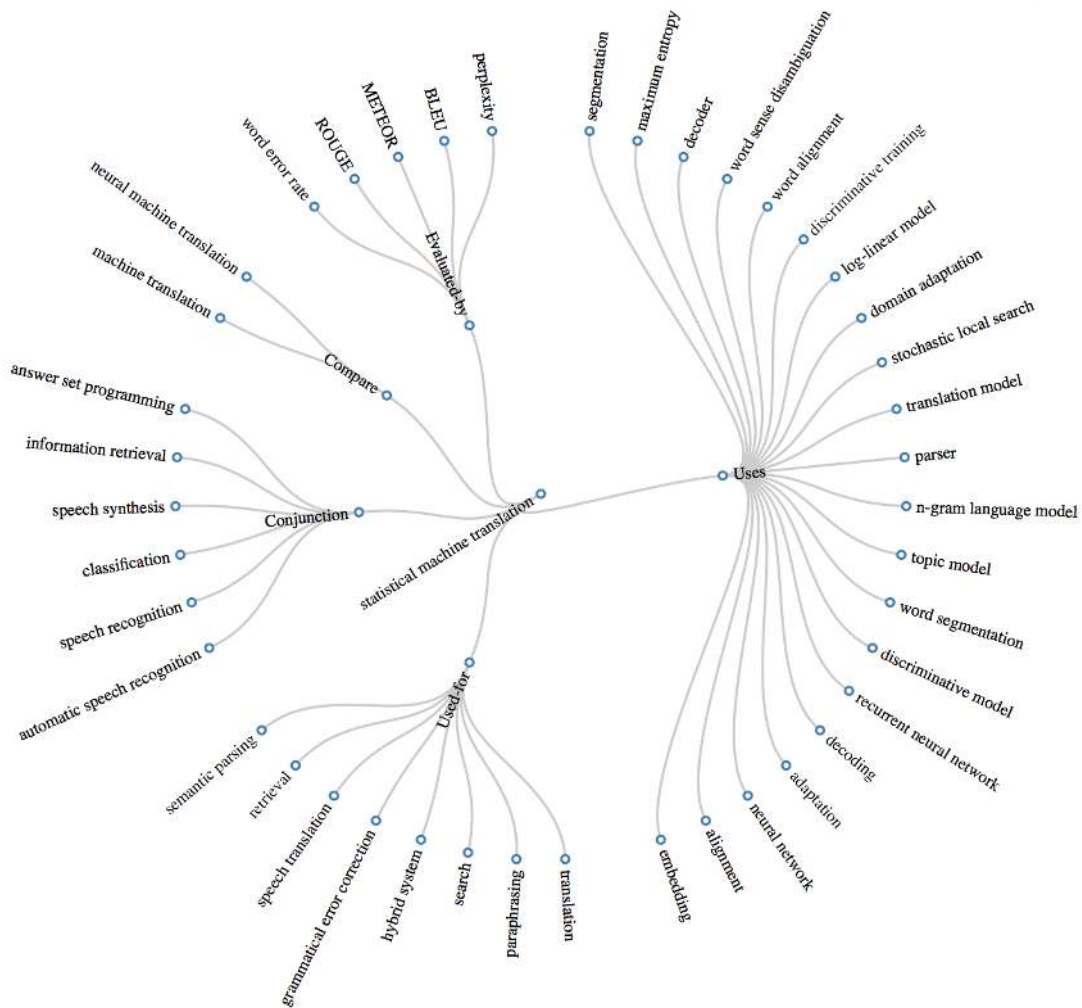 statistical machine translation
Evaluated-by
word error rate
ROUGE
METEOR
BLEU
perplexity
Compare
neural machine translation
machine translation
Conjunction
answer set programming
information retrieval
speech synthesis
classification
speech recognition
automatic speech recognition
Used-for
semantic parsing
retrieval
speech translation
grammatical error correction
hybrid system
search
paraphrasing
translation
Uses
segmentation
maximum entropy
decoder
word sense disambiguation
word alignment
discriminative training
log-linear model
domain adaptation
stochastic local search
translation model
parser
n-gram language model
topic model
word segmentation
discriminative model
recurrent neural network
decoding
adaptation
neural network
alignment
embedding